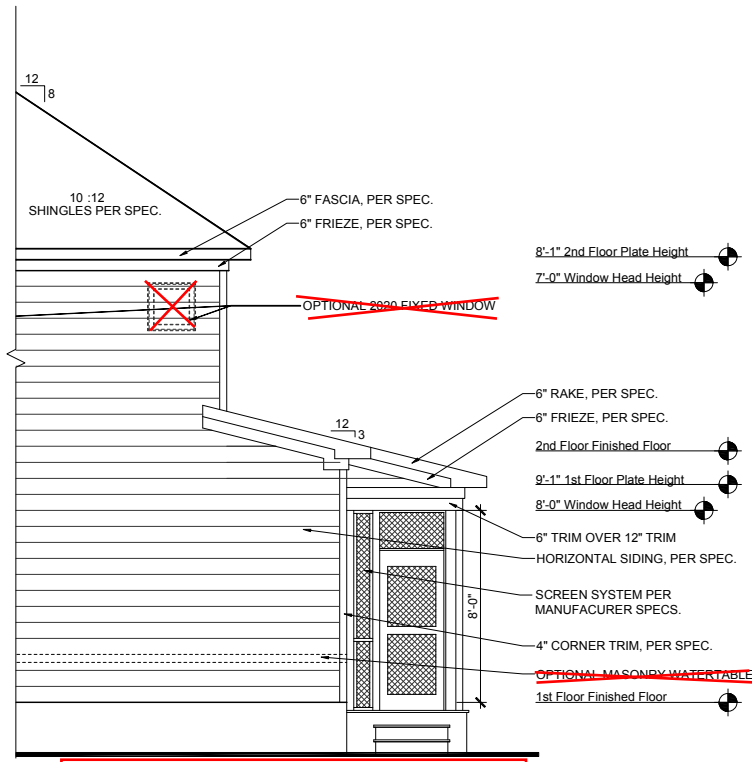 12
8
10 :12
SHINGLES PER SPEC.
6" FASCIA, PER SPEC.
6" FRIEZE, PER SPEC.
8'-1" 2nd Floor Plate Height
7'-0" Window Head Height
OPTIONAL 2020 FIXED WINDOW
6" RAKE, PER SPEC.
12
3
6" FRIEZE, PER SPEC.
2nd Floor Finished Floor
9'-1" 1st Floor Plate Height
8'-0" Window Head Height
6" TRIM OVER 12" TRIM
HORIZONTAL SIDING, PER SPEC.
SCREEN SYSTEM PER
MANUFACURER SPECS.
8'-0"
4" CORNER TRIM, PER SPEC.
OPTIONAL MASONRY WATERTABLE
1st Floor Finished Floor